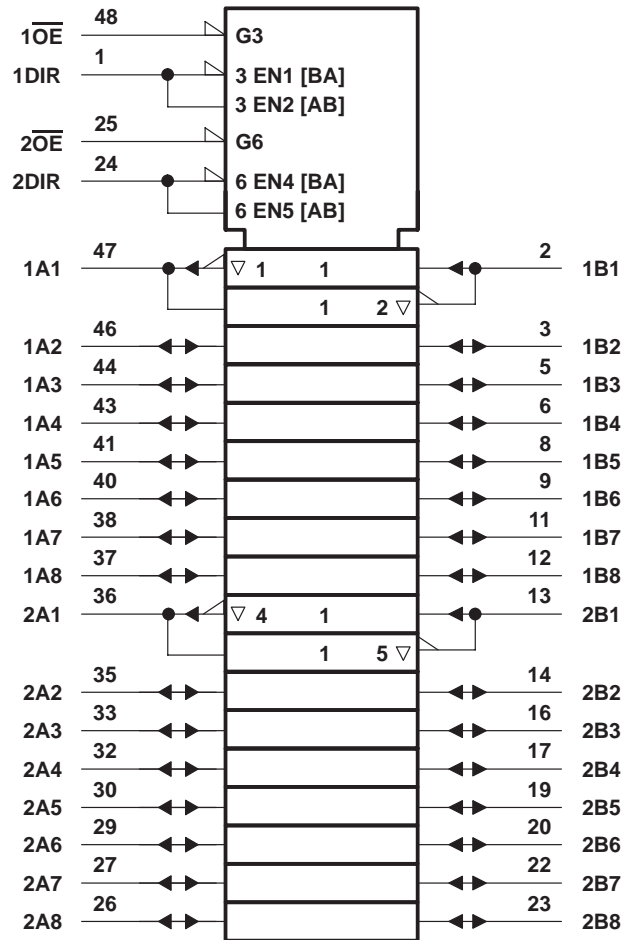 48
1OE G3
1
1DIR 3 EN1 [BA]
3 EN2 [AB]
25
2OE G6
24
2DIR 6 EN4 [BA]
6 EN5 [AB]
47 2
1A1 ▽ 1 1 1B1
1 2 ▽
46 3
1A2 1B2
44 5
1A3 1B3
43 6
1A4 1B4
41 8
1A5 1B5
40 9
1A6 1B6
38 11
1A7 1B7
37 12
1A8 1B8
36 13
2A1 ▽ 4 1 2B1
1 5 ▽
35 14
2A2 2B2
33 16
2A3 2B3
32 17
2A4 2B4
30 19
2A5 2B5
29 20
2A6 2B6
27 22
2A7 2B7
26 23
2A8 2B8